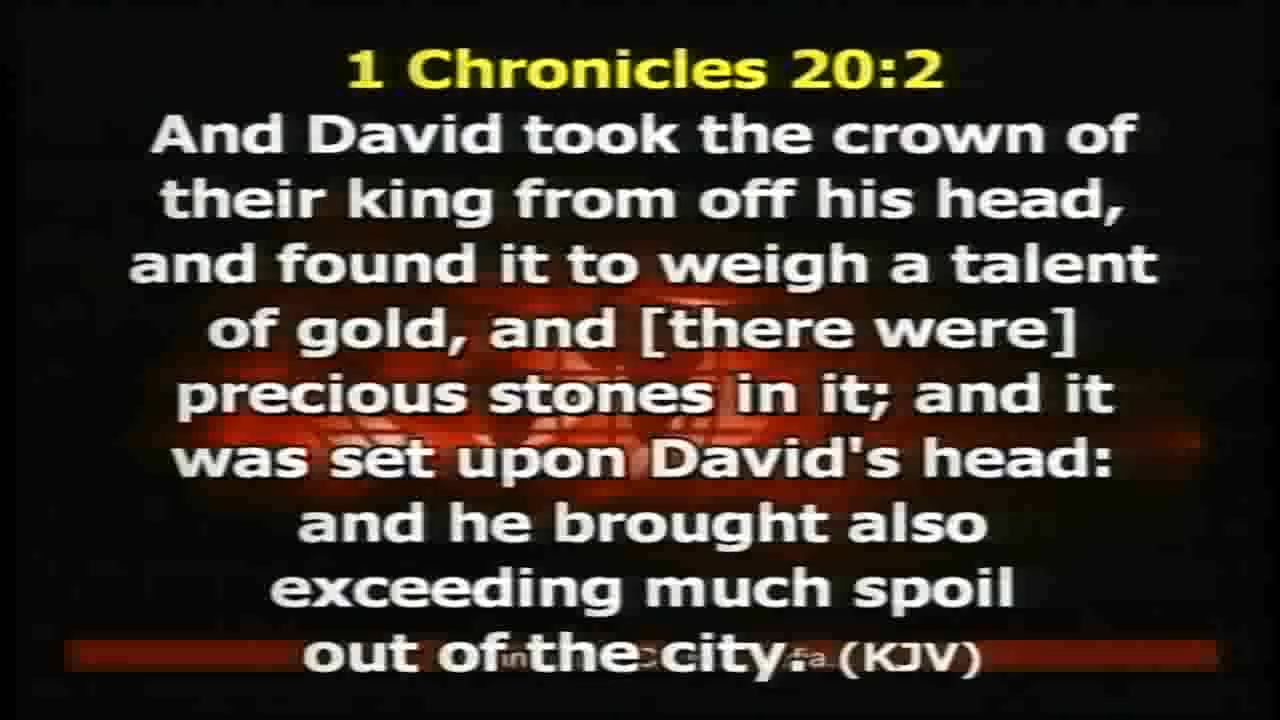 1 Chronicles 20:2
And David took the crown of
their king from off his head,
and found it to weigh a talent
of gold, and [there were]
precious stones in it; and it
was set upon David's head:
and he brought also
exceeding much spoil
out of the city. (KJV)